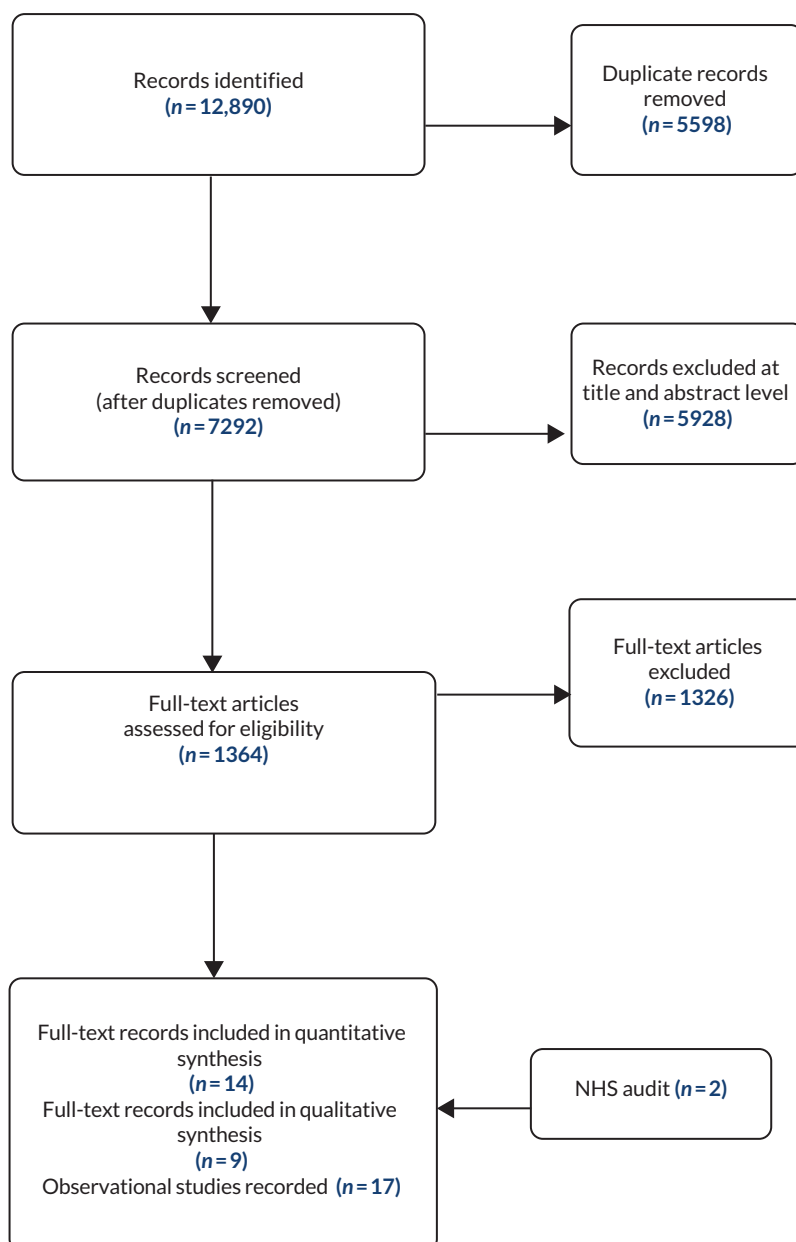 Records identified
(n = 12,890)
Duplicate records
removed
(n = 5598)
Records screened
(after duplicates removed)
(n = 7292)
Records excluded at
title and abstract level
(n = 5928)
Full-text articles
assessed for eligibility
(n = 1364)
Full-text articles
excluded
(n = 1326)
Full-text records included in quantitative
synthesis
(n = 14)
Full-text records included in qualitative
synthesis
(n = 9)
Observational studies recorded (n = 17)
NHS audit (n = 2)